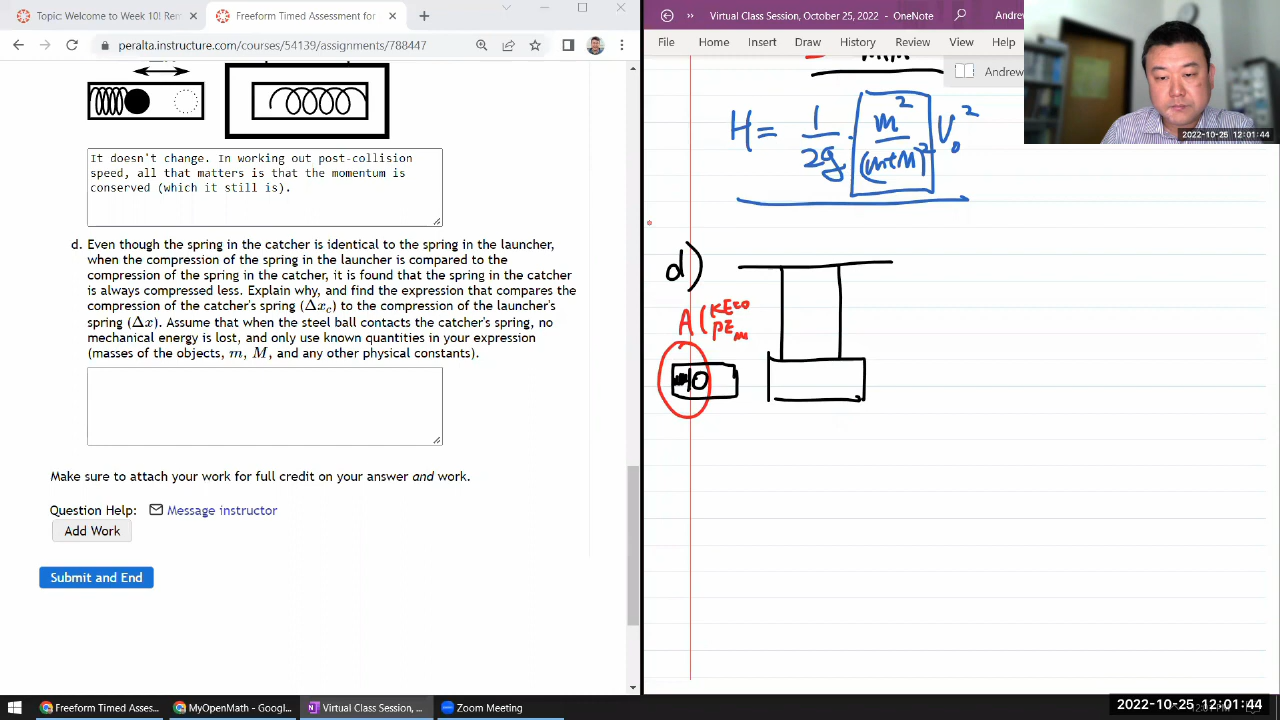 Topic: Welcome to Week 10! Rem
Freeform Timed Assessment for
peralta.instructure.com/courses/54139/assignments/788447
It doesn't change. In working out post-collision
speed, all that matters is that the momentum is
conserved (which it still is).
d. Even though the spring in the catcher is identical to the spring in the launcher,
when the compression of the spring in the launcher is compared to the
compression of the spring in the catcher, it is found that the spring in the catcher
is always compressed less. Explain why, and find the expression that compares the
compression of the catcher's spring (Δx_c) to the compression of the launcher's
spring (Δx). Assume that when the steel ball contacts the catcher's spring, no
mechanical energy is lost, and only use known quantities in your expression
(masses of the objects, m, M, and any other physical constants).
Make sure to attach your work for full credit on your answer and work.
Question Help: Message instructor
Add Work
Submit and End
Virtual Class Session, October 25, 2022 - OneNote
Andrew
File Home Insert Draw History Review View Help
Andrew
H = 1/2g · m²/(m+M)² V₀²
d)
A ( KE=0
PE_m
2022-10-25 12:01:44
Freeform Timed Asses...
MyOpenMath - Googl...
Virtual Class Session, ...
Zoom Meeting
2022-10-25 12:01:44